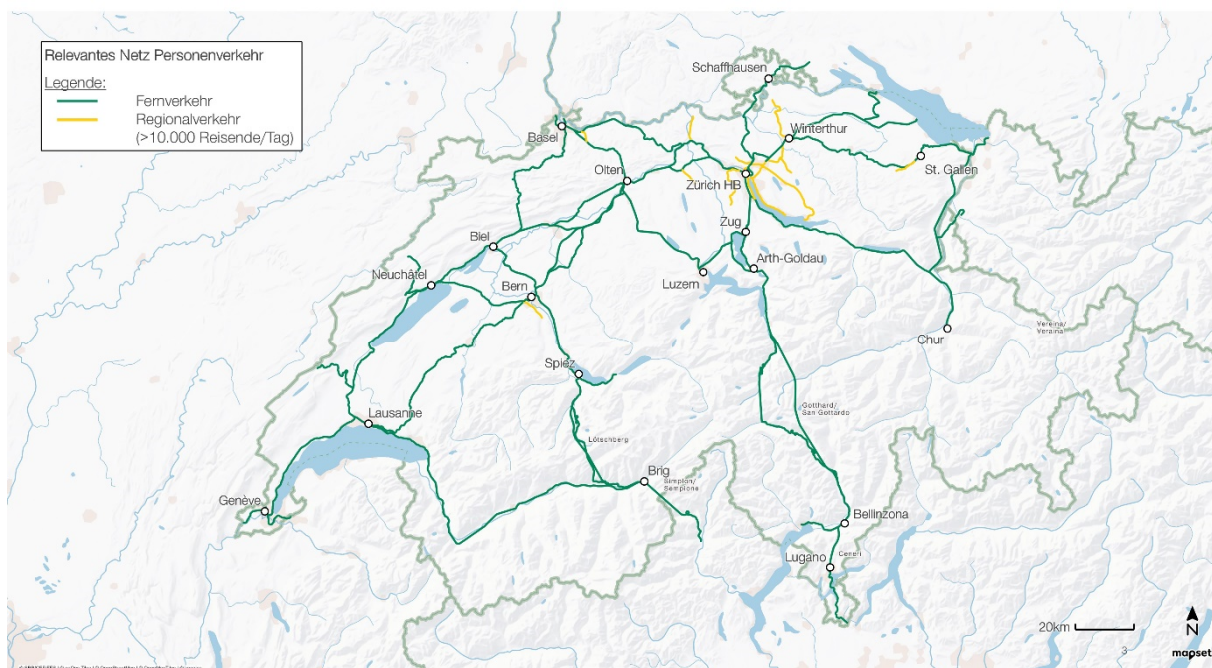 Relevantes Netz Personenverkehr
Legende:
Fernverkehr
Regionalverkehr
(>10.000 Reisende/Tag)
Schaffhausen
Basel
Winterthur
Olten
Zürich HB
St. Gallen
Zug
Biel
Arth-Goldau
Neuchâtel
Luzern
Bern
Vereina/
Veraina
Chur
Spiez
Lausanne
Gotthard/
San Gottardo
Lötschberg
Brig
Simplon/
Sempione
Genève
Bellinzona
Lugano
Ceneri
20km
N
3
mapset